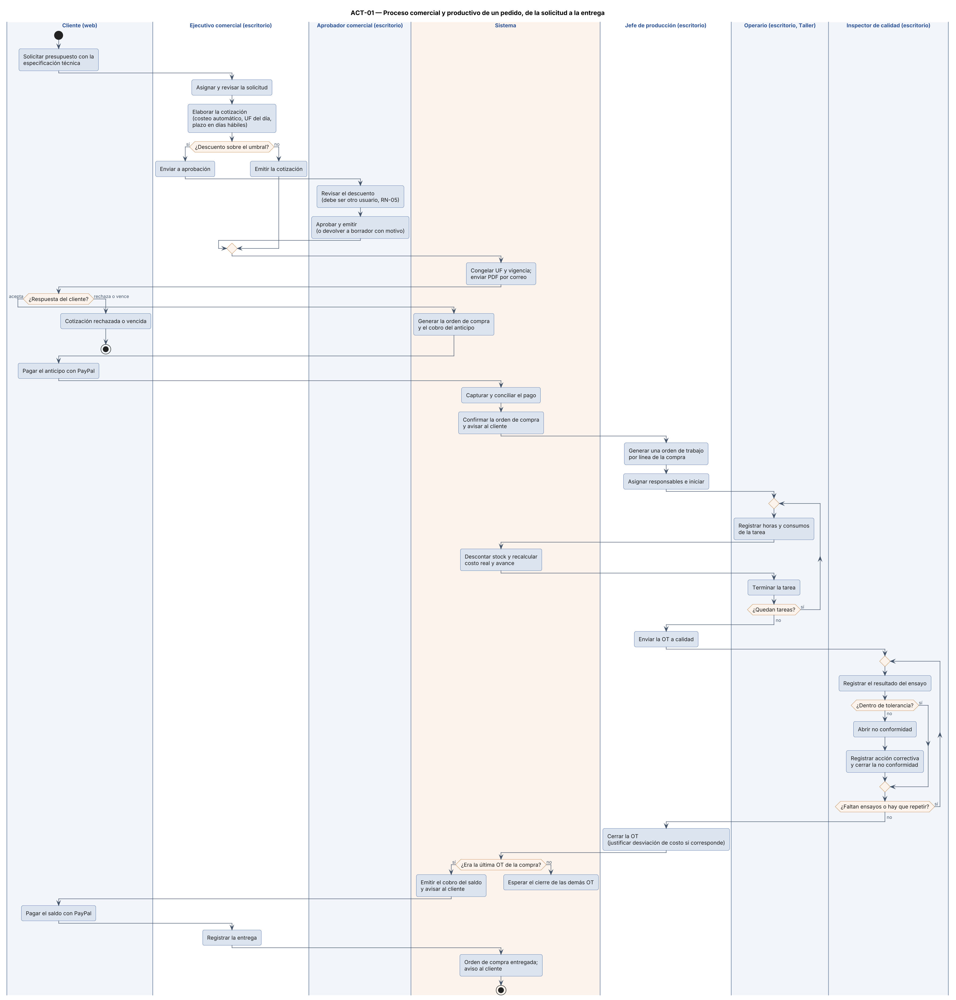 ACT-01 — Proceso comercial y productivo de un pedido, de la solicitud a la entrega
Cliente (web)
Ejecutivo comercial (escritorio)
Aprobador comercial (escritorio)
Sistema
Jefe de producción (escritorio)
Operario (escritorio, Taller)
Inspector de calidad (escritorio)
Solicitar presupuesto con la
especificación técnica
Asignar y revisar la solicitud
Elaborar la cotización
(costeo automático, UF del día,
plazo en días hábiles)
sí
¿Descuento sobre el umbral?
no
Enviar a aprobación
Emitir la cotización
Revisar el descuento
(debe ser otro usuario, RN-05)
Aprobar y emitir
(o devolver a borrador con motivo)
Congelar UF y vigencia;
enviar PDF por correo
acepta
¿Respuesta del cliente?
rechaza o vence
Cotización rechazada o vencida
Generar la orden de compra
y el cobro del anticipo
Pagar el anticipo con PayPal
Capturar y conciliar el pago
Confirmar la orden de compra
y avisar al cliente
Generar una orden de trabajo
por línea de la compra
Asignar responsables e iniciar
Registrar horas y consumos
de la tarea
Descontar stock y recalcular
costo real y avance
Terminar la tarea
¿Quedan tareas?
sí
no
Enviar la OT a calidad
Registrar el resultado del ensayo
¿Dentro de tolerancia?
sí
no
Abrir no conformidad
Registrar acción correctiva
y cerrar la no conformidad
¿Faltan ensayos o hay que repetir?
sí
no
Cerrar la OT
(justificar desviación de costo si corresponde)
sí
¿Era la última OT de la compra?
no
Emitir el cobro del saldo
y avisar al cliente
Esperar el cierre de las demás OT
Pagar el saldo con PayPal
Registrar la entrega
Orden de compra entregada;
aviso al cliente